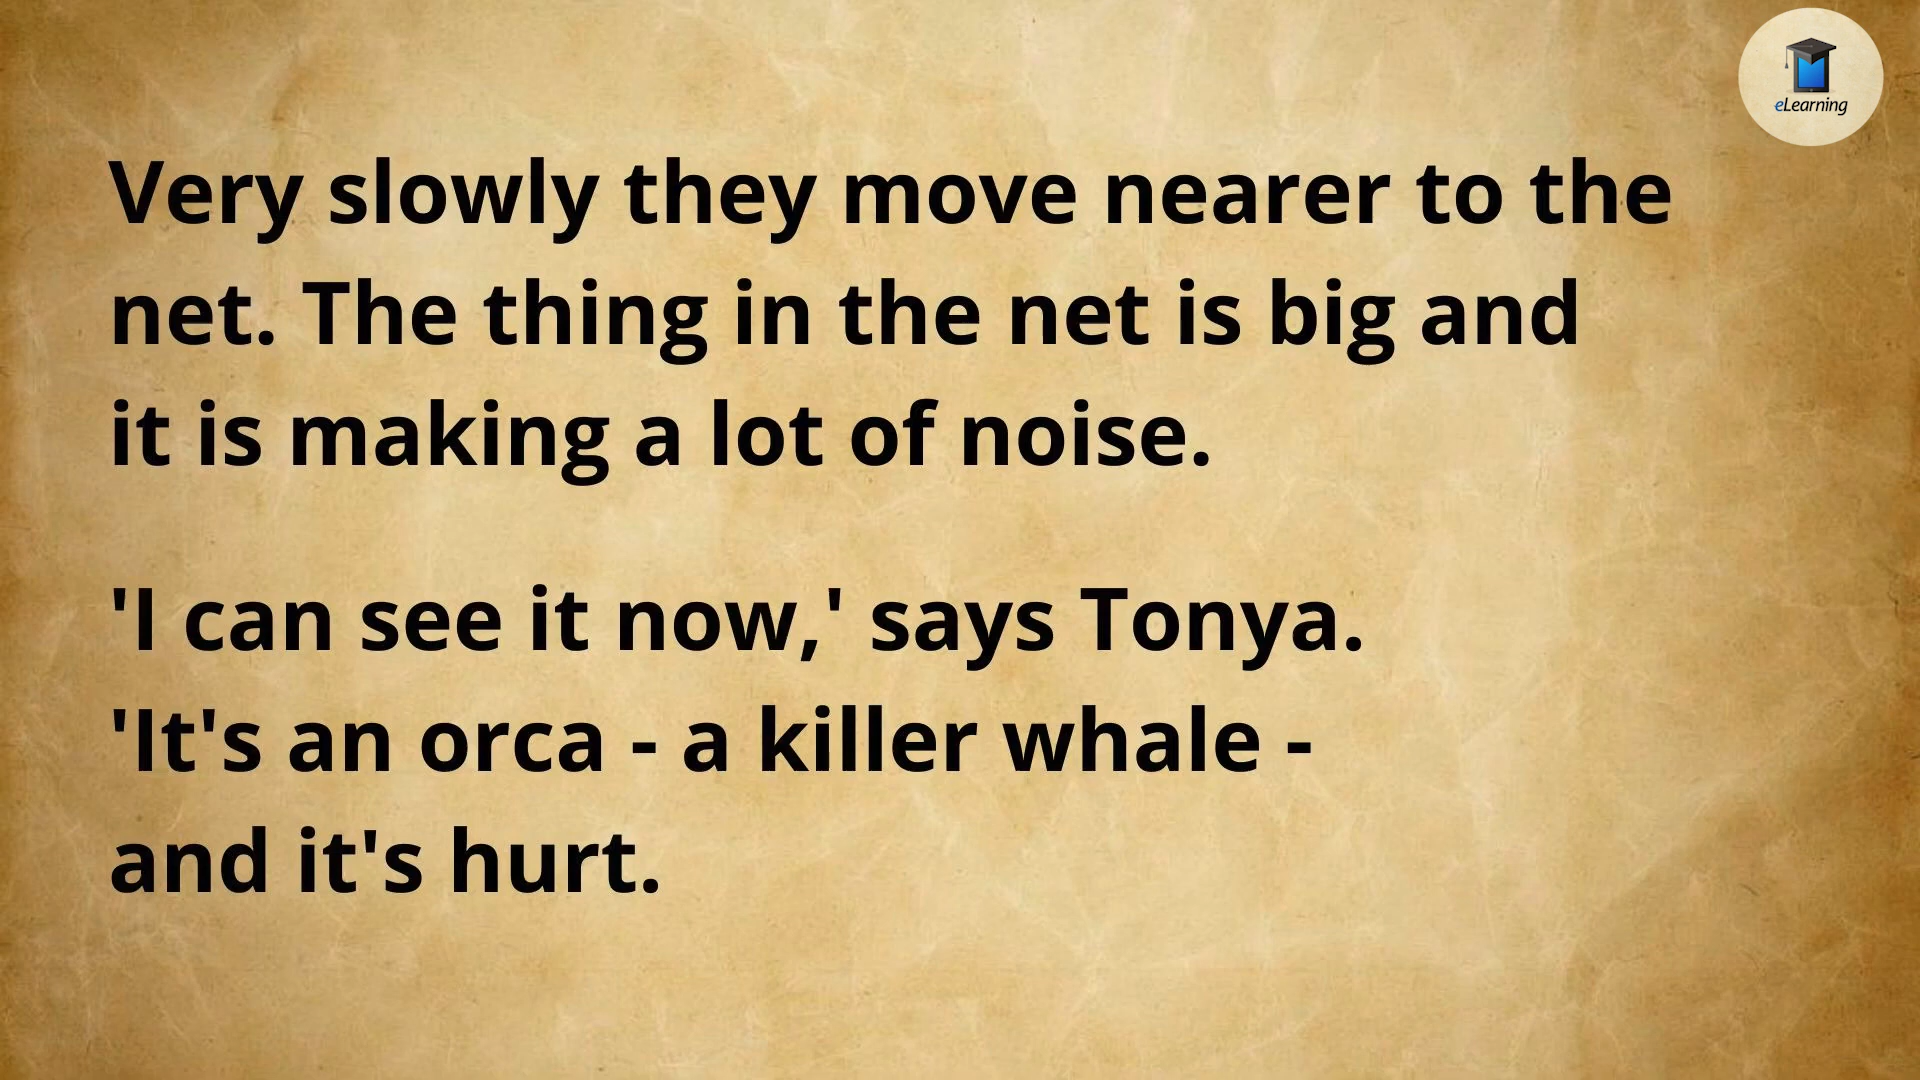 eLearning
Very slowly they move nearer to the
net. The thing in the net is big and
it is making a lot of noise.
'I can see it now,' says Tonya.
'It's an orca - a killer whale -
and it's hurt.